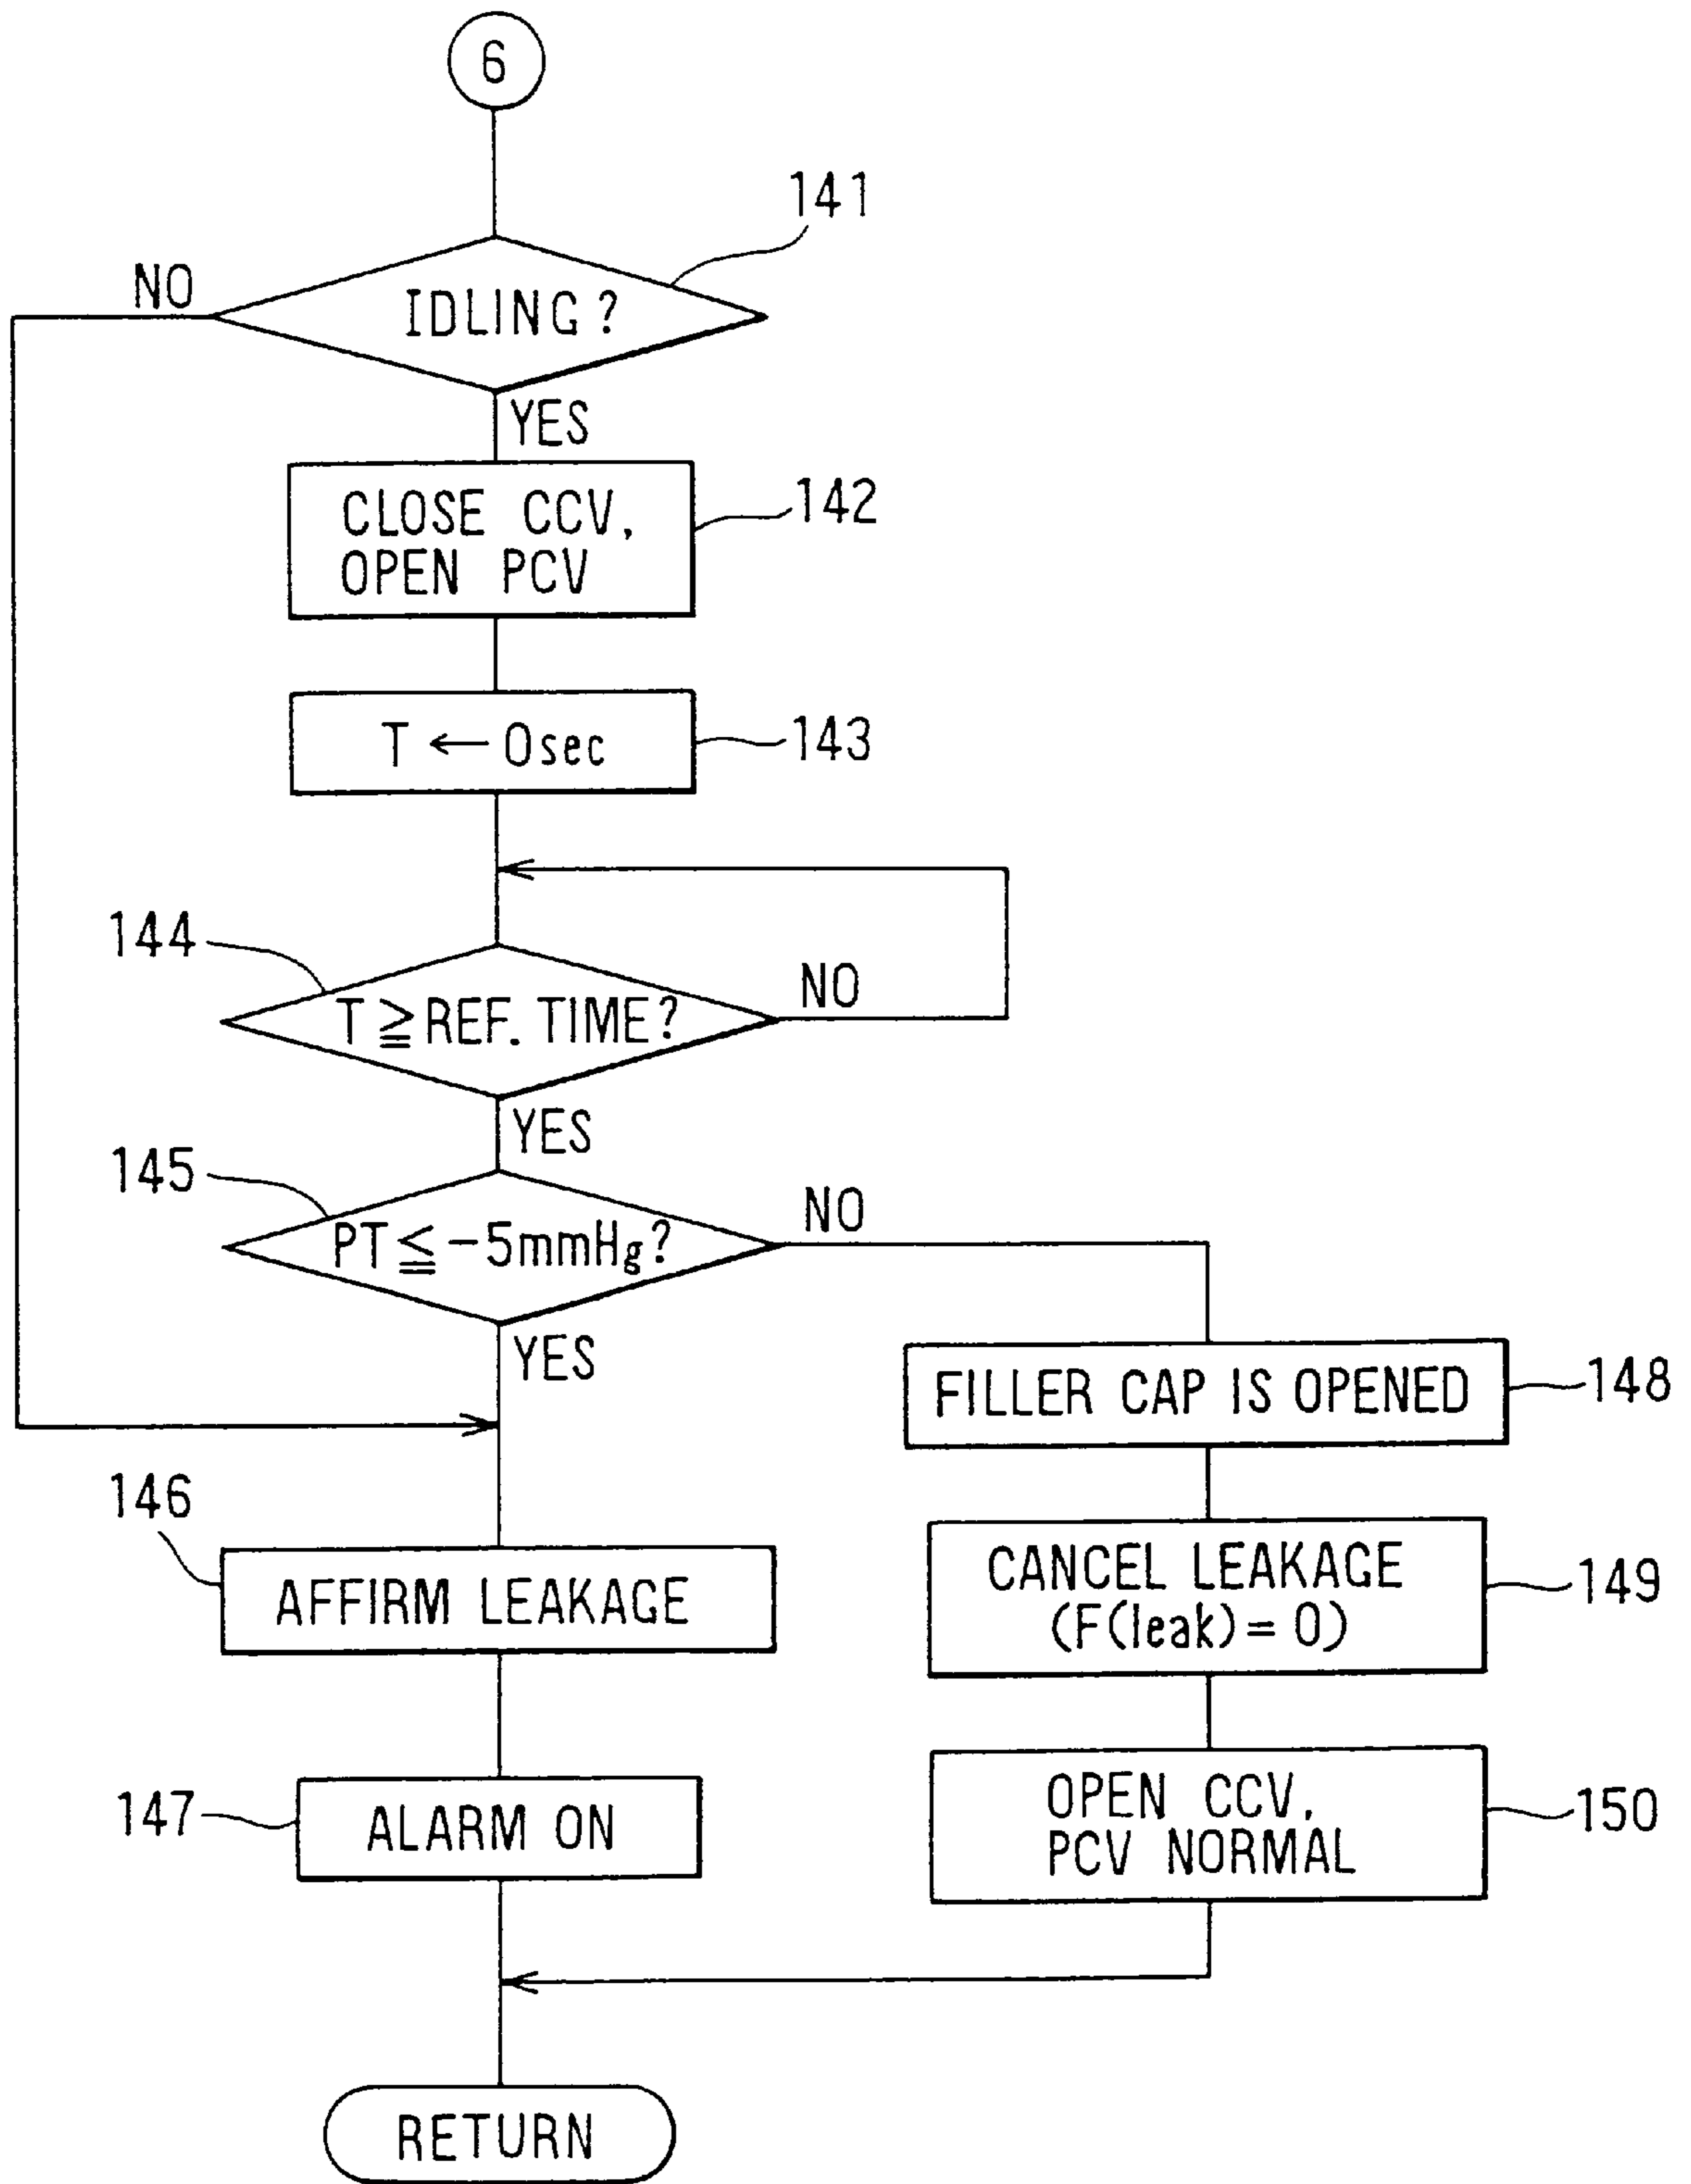 6
141
NO
IDLING?
YES
CLOSE CCV,
OPEN PCV
142
T ← 0sec
143
144
T ≧ REF. TIME?
NO
YES
145
PT ≦ -5mmHg?
NO
YES
FILLER CAP IS OPENED
148
146
AFFIRM LEAKAGE
CANCEL LEAKAGE
(F(leak) = 0)
149
147
ALARM ON
OPEN CCV,
PCV NORMAL
150
RETURN